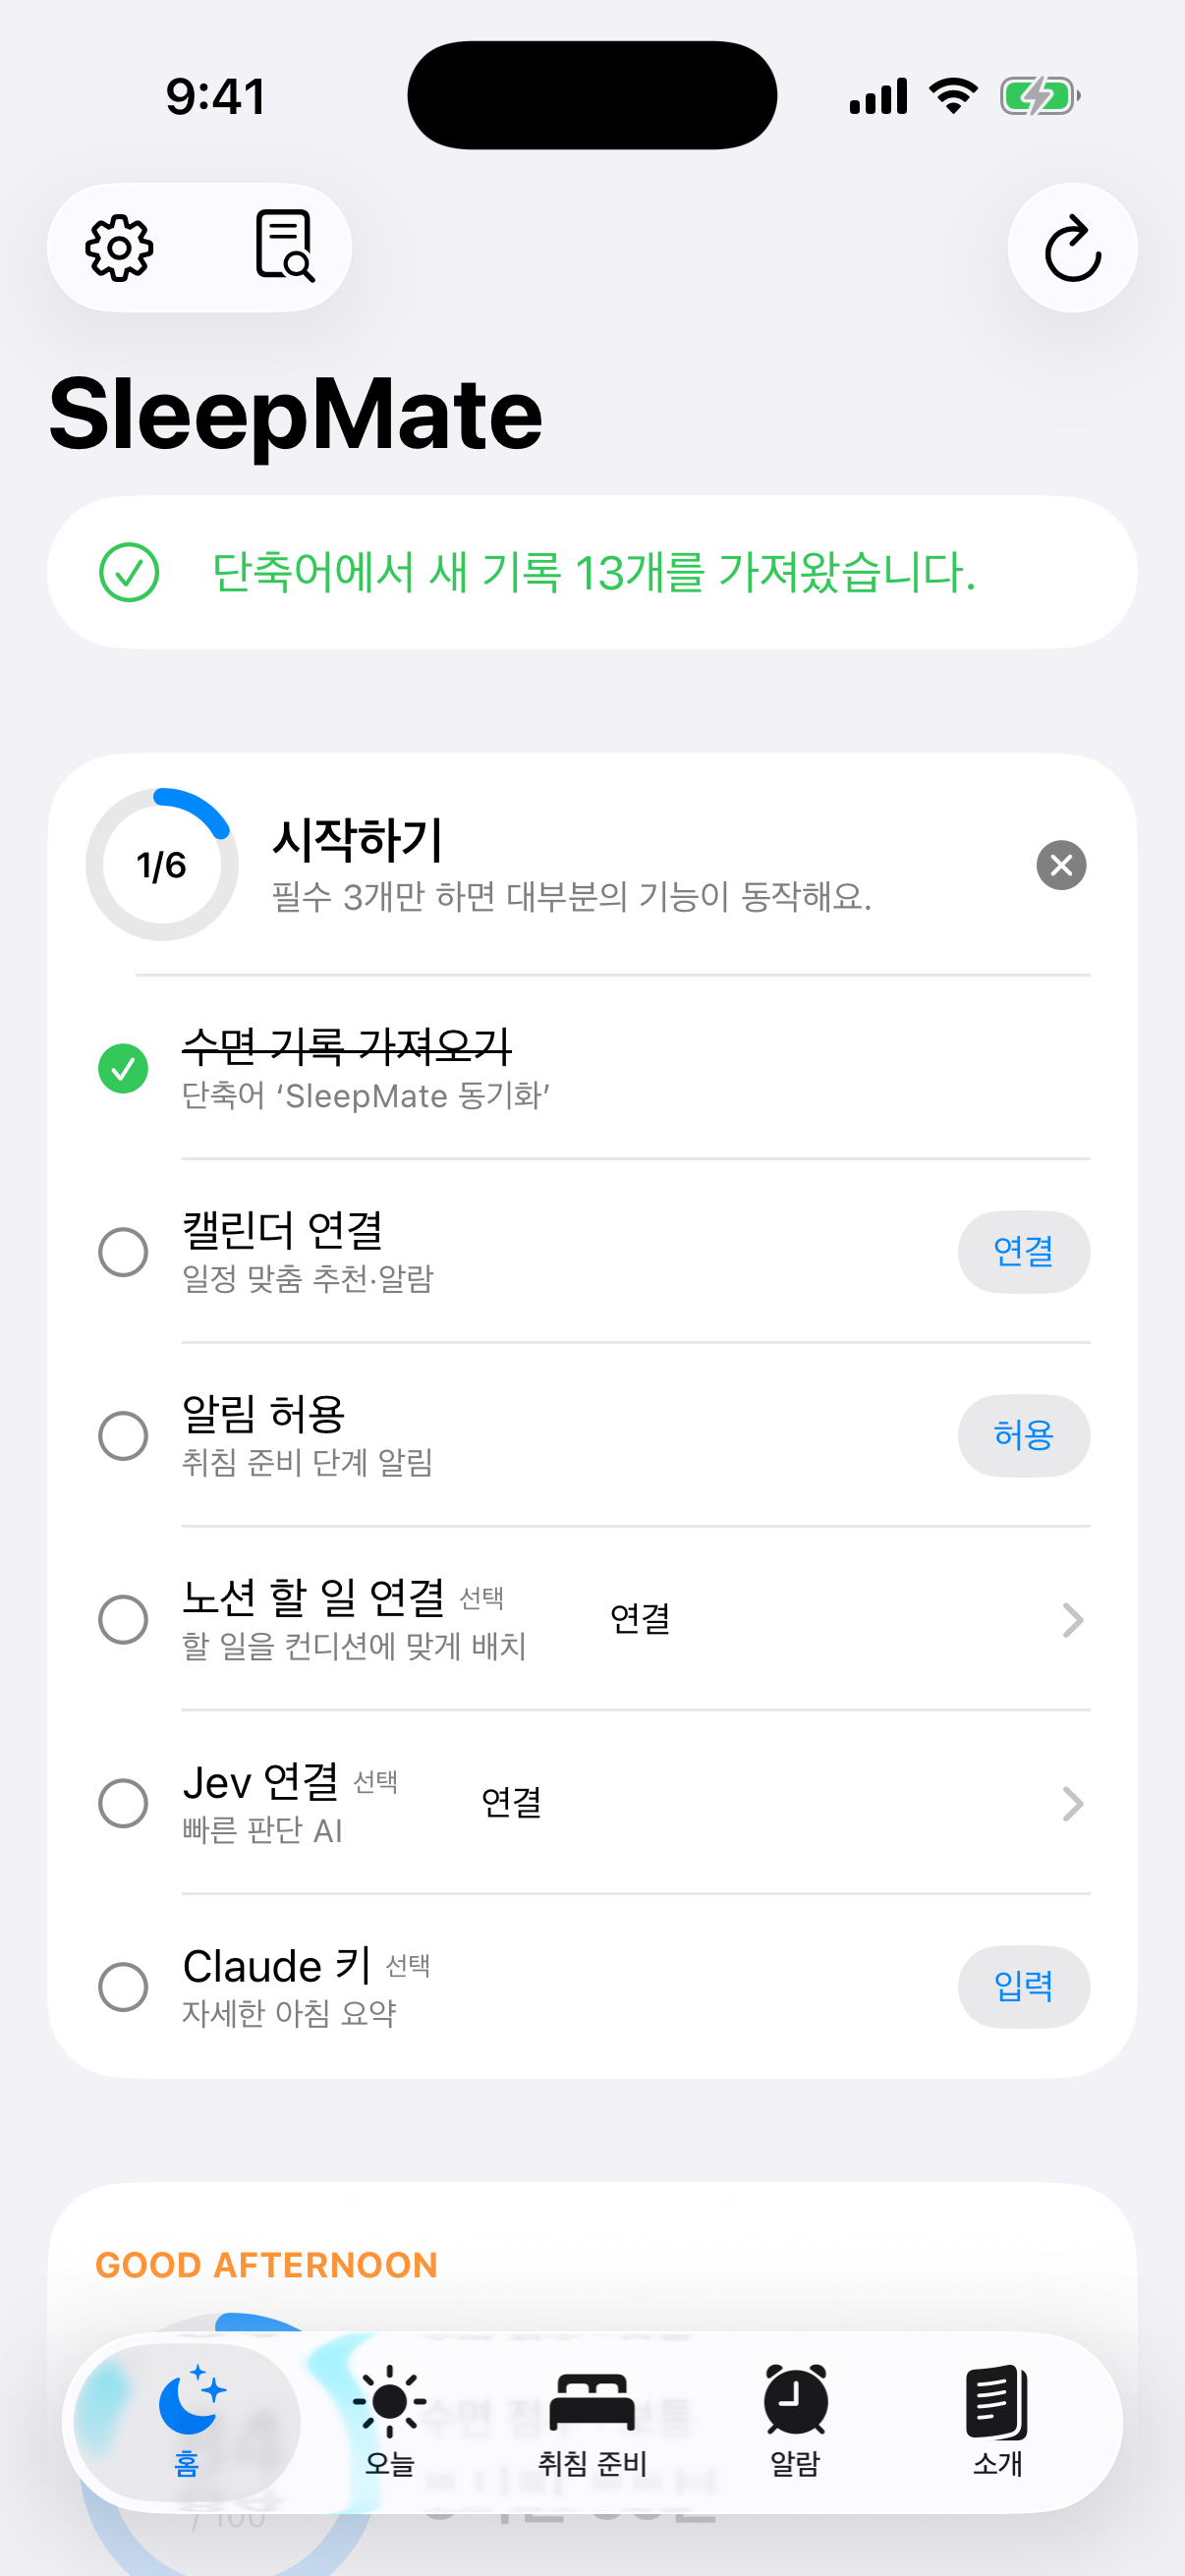 9:41
SleepMate
단축어에서 새 기록 13개를 가져왔습니다.
1/6
시작하기
필수 3개만 하면 대부분의 기능이 동작해요.
수면 기록 가져오기
단축어 ‘SleepMate 동기화’
캘린더 연결
일정 맞춤 추천·알람
연결
알림 허용
취침 준비 단계 알림
허용
노션 할 일 연결 선택
할 일을 컨디션에 맞게 배치
연결
Jev 연결 선택
빠른 판단 AI
연결
Claude 키 선택
자세한 아침 요약
입력
GOOD AFTERNOON
/ 100
홈
오늘
취침 준비
알람
소개